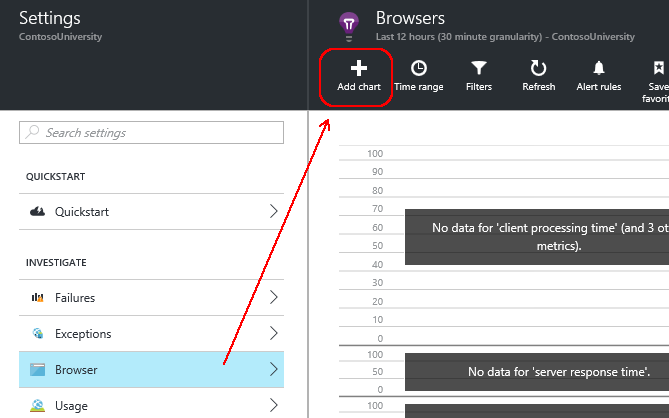 Settings
ContosoUniversity
Search settings
QUICKSTART
Quickstart
INVESTIGATE
Failures
Exceptions
Browser
Usage
Browsers
Last 12 hours (30 minute granularity) - ContosoUniversity
Add chart
Time range
Filters
Refresh
Alert rules
Save
favorit
100
90
80
70
60
50
40
30
20
10
0
No data for 'client processing time' (and 3 ot
metrics).
100
50
0
No data for 'server response time'.
100